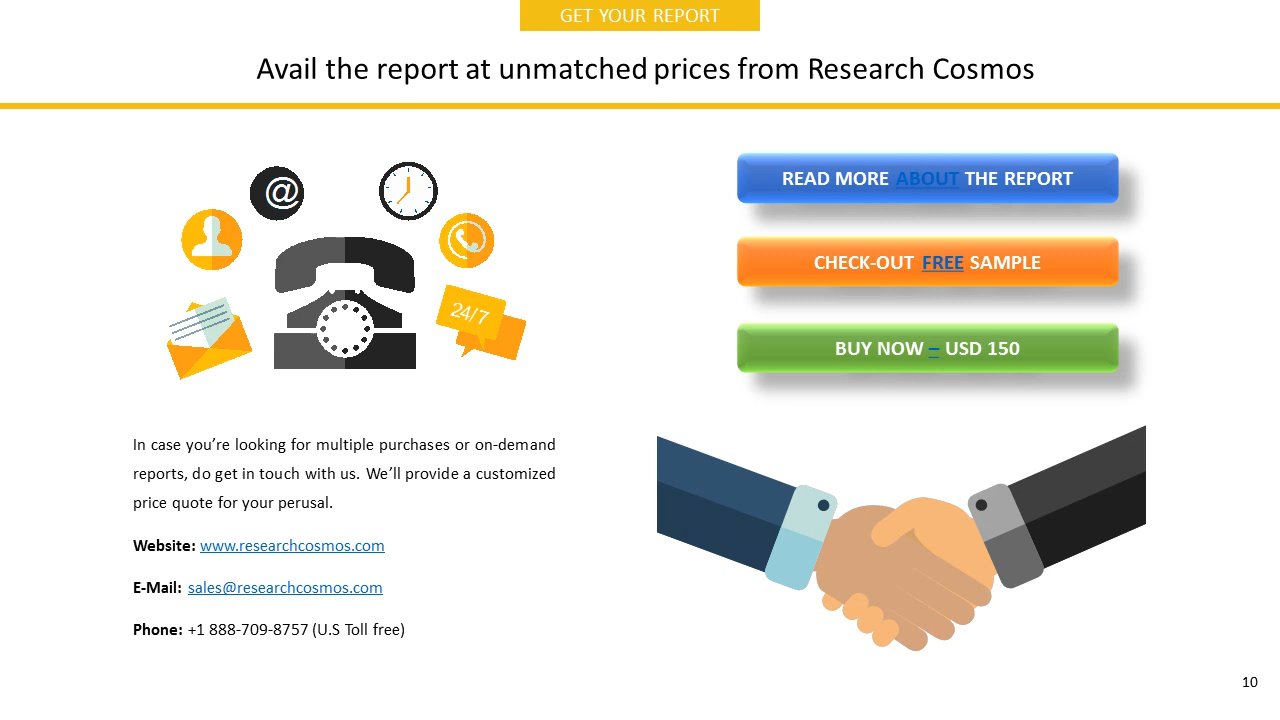 GET YOUR REPORT
Avail the report at unmatched prices from Research Cosmos
@
24/7
READ MORE ABOUT THE REPORT
CHECK-OUT FREE SAMPLE
BUY NOW – USD 150
In case you’re looking for multiple purchases or on-demand
reports, do get in touch with us. We’ll provide a customized
price quote for your perusal.
Website: www.researchcosmos.com
E-Mail: sales@researchcosmos.com
Phone: +1 888-709-8757 (U.S Toll free)
10